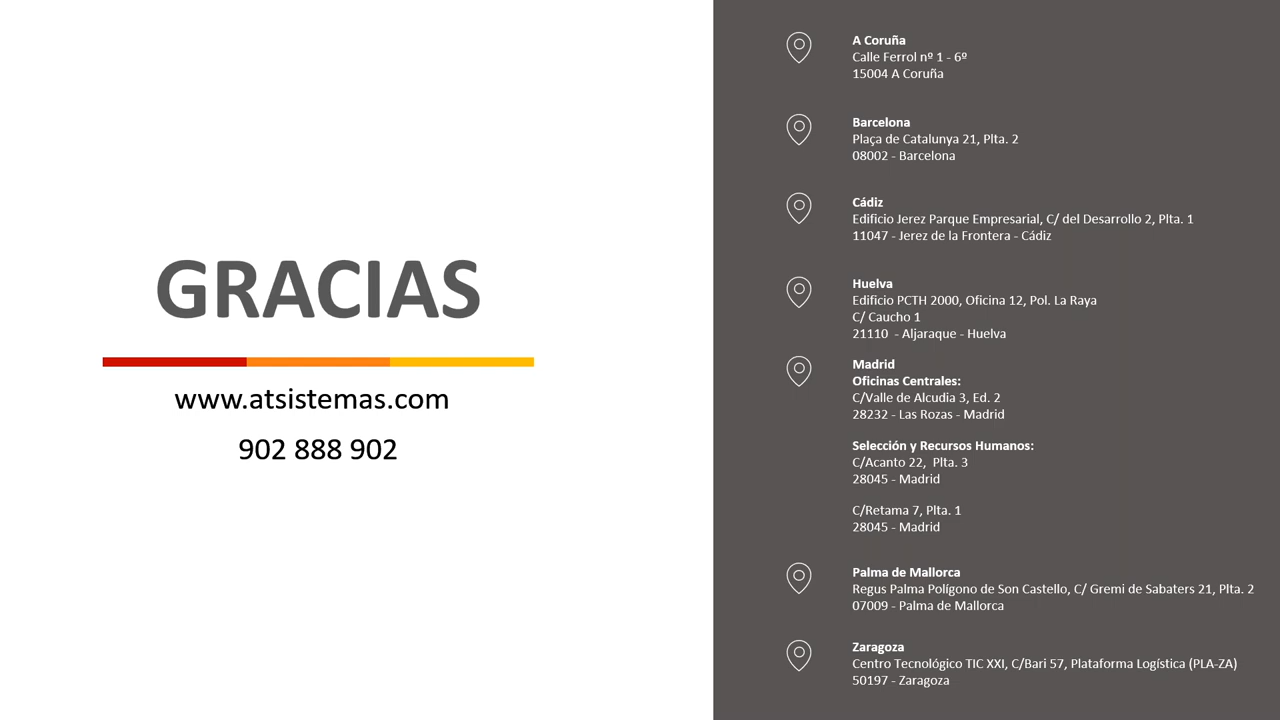 GRACIAS
www.atsistemas.com
902 888 902
A Coruña
Calle Ferrol nº 1 - 6º
15004 A Coruña
Barcelona
Plaça de Catalunya 21, Plta. 2
08002 - Barcelona
Cádiz
Edificio Jerez Parque Empresarial, C/ del Desarrollo 2, Plta. 1
11047 - Jerez de la Frontera - Cádiz
Huelva
Edificio PCTH 2000, Oficina 12, Pol. La Raya
C/ Caucho 1
21110  - Aljaraque - Huelva
Madrid
Oficinas Centrales:
C/Valle de Alcudia 3, Ed. 2
28232 - Las Rozas - Madrid
Selección y Recursos Humanos:
C/Acanto 22,  Plta. 3
28045 - Madrid
C/Retama 7, Plta. 1
28045 - Madrid
Palma de Mallorca
Regus Palma Polígono de Son Castello, C/ Gremi de Sabaters 21, Plta. 2
07009 - Palma de Mallorca
Zaragoza
Centro Tecnológico TIC XXI, C/Bari 57, Plataforma Logística (PLA-ZA)
50197 - Zaragoza